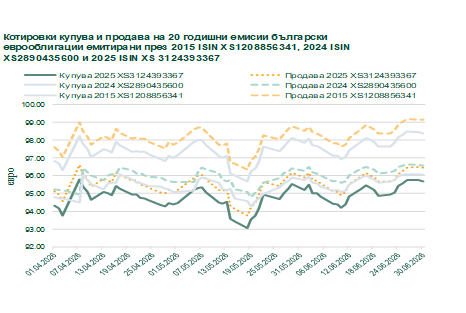 Котировки купува и продава на 20 годишни емисии български
еврооблигации емитирани през 2015 ISIN XS1208856341, 2024 ISIN
XS2890435600 и 2025 ISIN XS 3124393367
Купува 2025 XS3124393367
Продава 2025 XS3124393367
Купува 2024 XS2890435600
Продава 2024 XS2890435600
Купува 2015 XS1208856341
Продава 2015 XS1208856341
100.00
99.00
98.00
97.00
96.00
95.00
94.00
93.00
92.00
евро
01.04.2026
07.04.2026
13.04.2026
19.04.2026
25.04.2026
01.05.2026
07.05.2026
13.05.2026
19.05.2026
25.05.2026
31.05.2026
06.06.2026
12.06.2026
18.06.2026
24.06.2026
30.06.2026